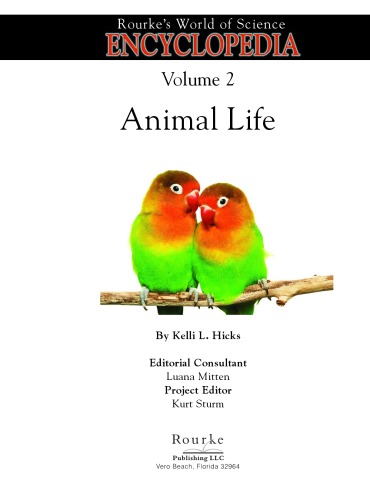 Rourke's World of Science
ENCYCLOPEDIA
Volume 2
Animal Life
By Kelli L. Hicks
Editorial Consultant
Luana Mitten
Project Editor
Kurt Sturm
Rourke
Publishing LLC
Vero Beach, Florida 32964